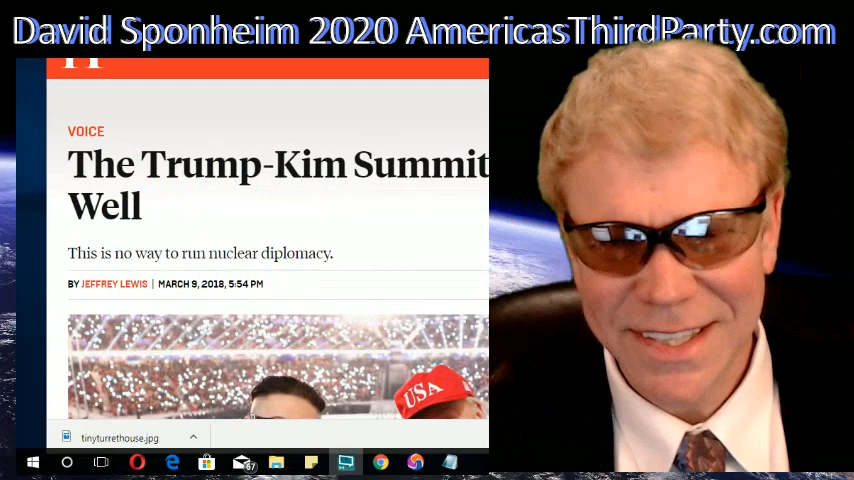 David Sponheim 2020 AmericasThirdParty.com
VOICE
The Trump-Kim Summit
Well
This is no way to run nuclear diplomacy.
BY JEFFREY LEWIS | MARCH 9, 2018, 5:54 PM
USA
tinyturrethouse.jpg
67